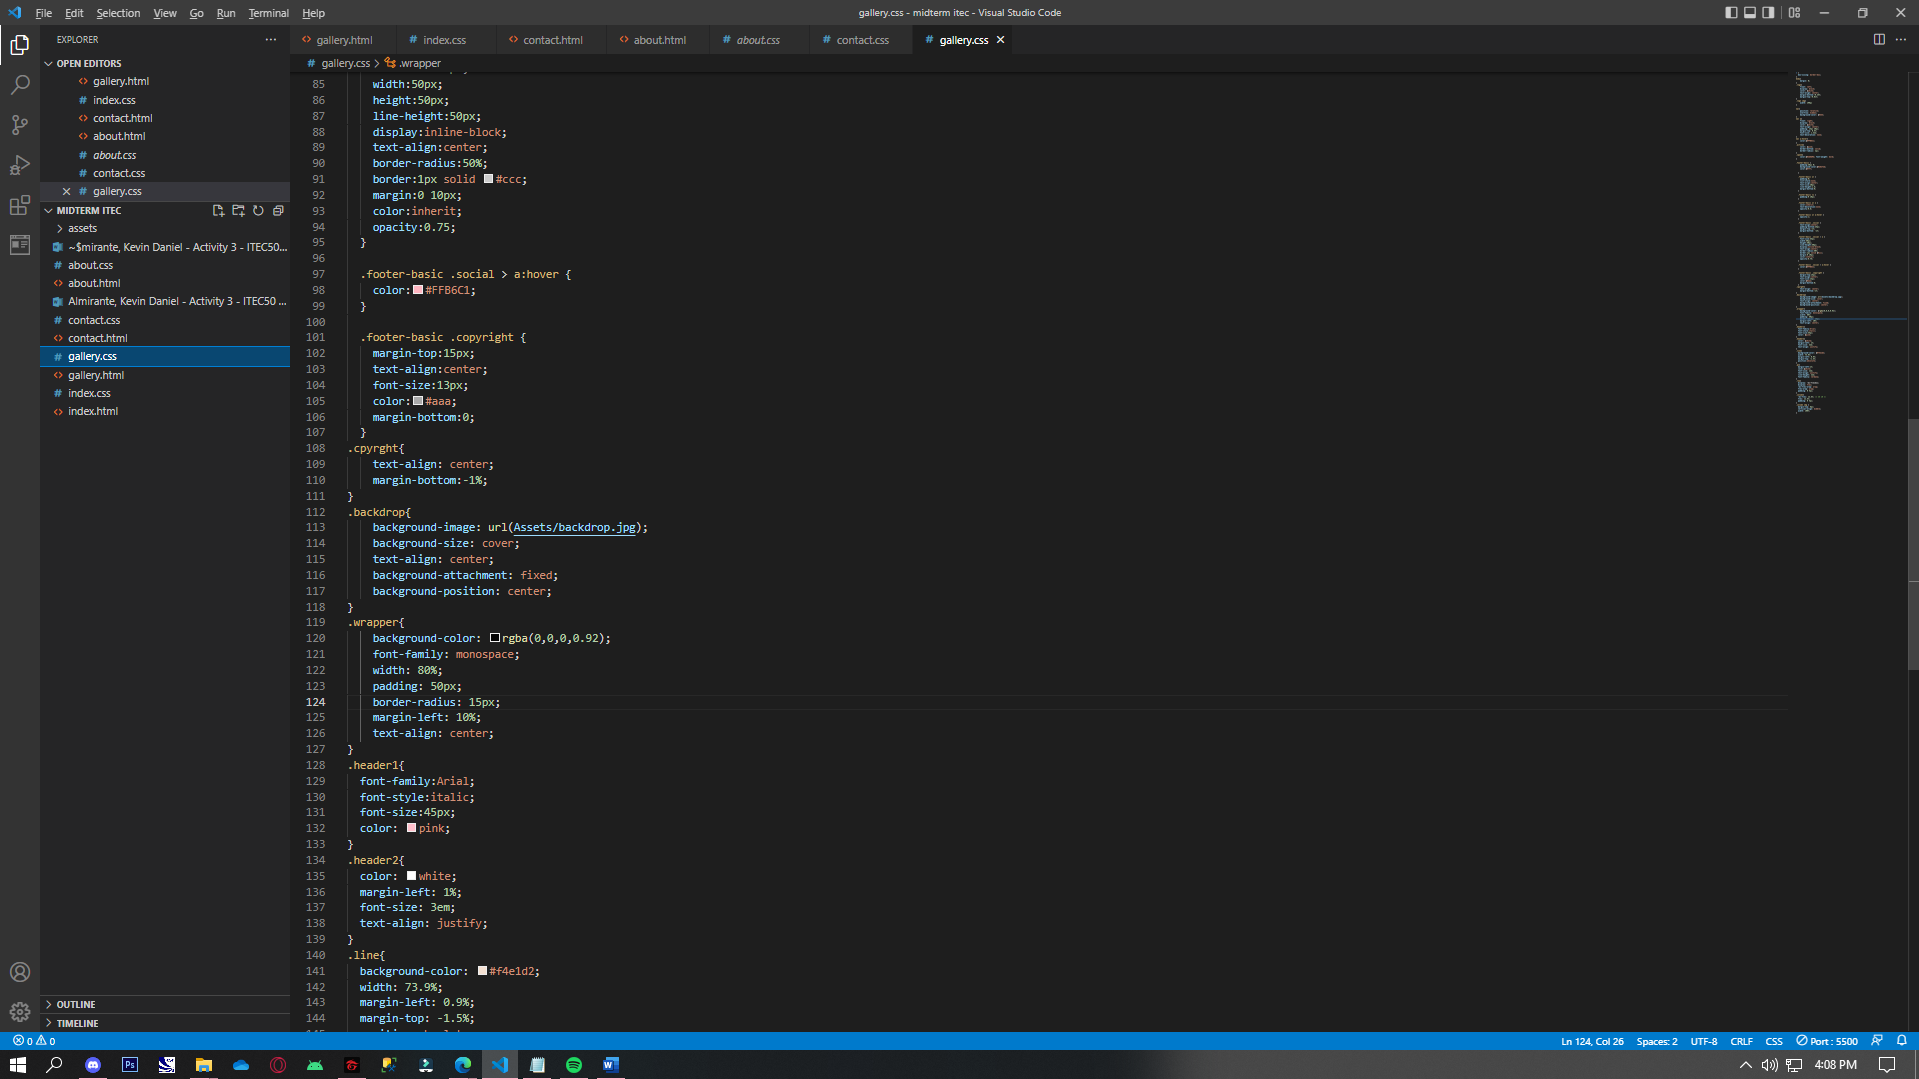 File Edit Selection View Go Run Terminal Help
gallery.css - midterm itec - Visual Studio Code
EXPLORER
gallery.html index.css contact.html about.html about.css contact.css gallery.css
gallery.css > .wrapper
OPEN EDITORS
gallery.html
index.css
contact.html
about.html
about.css
contact.css
gallery.css
MIDTERM ITEC
assets
~$mirante, Kevin Daniel - Activity 3 - ITEC50...
about.css
about.html
Almirante, Kevin Daniel - Activity 3 - ITEC50 ...
contact.css
contact.html
gallery.css
gallery.html
index.css
index.html
OUTLINE
TIMELINE
85 width:50px;
86 height:50px;
87 line-height:50px;
88 display:inline-block;
89 text-align:center;
90 border-radius:50%;
91 border:1px solid #ccc;
92 margin:0 10px;
93 color:inherit;
94 opacity:0.75;
95 }
96
97 .footer-basic .social > a:hover {
98 color:#FFB6C1;
99 }
100
101 .footer-basic .copyright {
102 margin-top:15px;
103 text-align:center;
104 font-size:13px;
105 color:#aaa;
106 margin-bottom:0;
107 }
108 .cpyrght{
109 text-align: center;
110 margin-bottom:-1%;
111 }
112 .backdrop{
113 background-image: url(Assets/backdrop.jpg);
114 background-size: cover;
115 text-align: center;
116 background-attachment: fixed;
117 background-position: center;
118 }
119 .wrapper{
120 background-color: rgba(0,0,0,0.92);
121 font-family: monospace;
122 width: 80%;
123 padding: 50px;
124 border-radius: 15px;
125 margin-left: 10%;
126 text-align: center;
127 }
128 .header1{
129 font-family:Arial;
130 font-style:italic;
131 font-size:45px;
132 color: pink;
133 }
134 .header2{
135 color: white;
136 margin-left: 1%;
137 font-size: 3em;
138 text-align: justify;
139 }
140 .line{
141 background-color: #f4e1d2;
142 width: 73.9%;
143 margin-left: 0.9%;
144 margin-top: -1.5%;
0 0
Ln 124, Col 26 Spaces: 2 UTF-8 CRLF CSS Port : 5500
Ps
4:08 PM